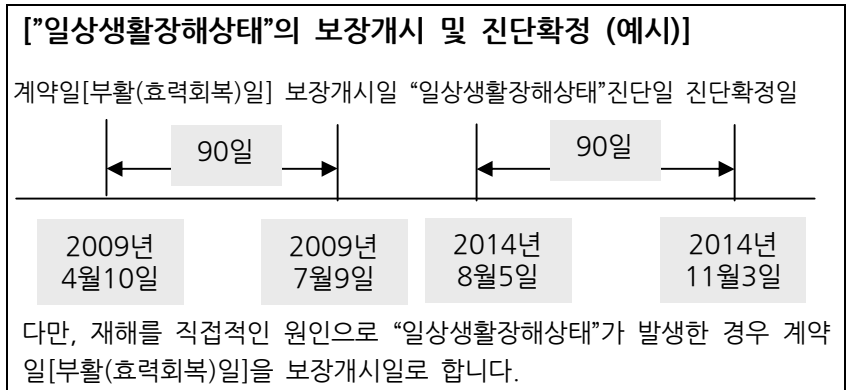 ["일상생활장해상태"의 보장개시 및 진단확정 (예시)]
계약일[부활(효력회복)일] 보장개시일 “일상생활장해상태”진단일 진단확정일
90일 90일
2009년 2009년 2014년 2014년
4월10일 7월9일 8월5일 11월3일
다만, 재해를 직접적인 원인으로 “일상생활장해상태”가 발생한 경우 계약
일[부활(효력회복)일]을 보장개시일로 합니다.